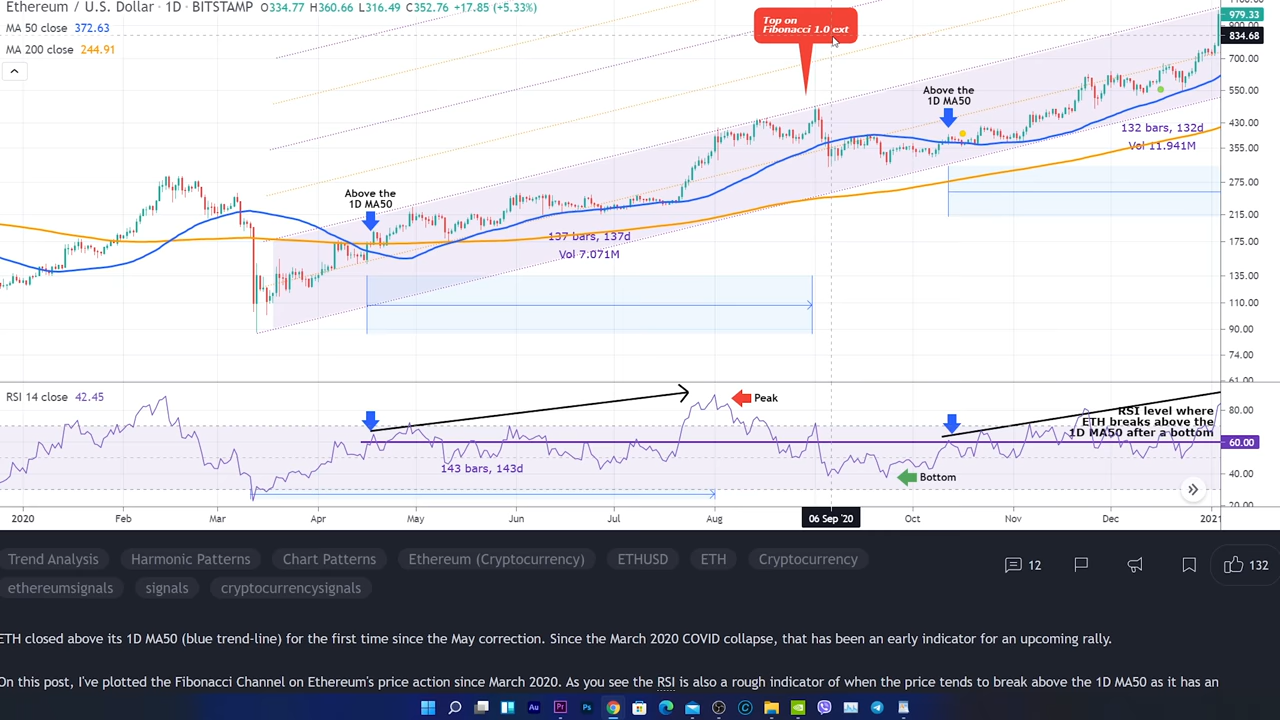 Ethereum / U.S. Dollar · 1D · BITSTAMP O334.77 H360.66 L316.49 C352.76 +17.85 (+5.33%)
MA 50 close 372.63
MA 200 close 244.91
Top on
Fibonacci 1.0 ext
979.33
900.00
834.68
700.00
550.00
430.00
355.00
275.00
215.00
175.00
135.00
110.00
90.00
74.00
61.00
Above the
1D MA50
Above the
1D MA50
132 bars, 132d
Vol 11.941M
137 bars, 137d
Vol 7.071M
RSI 14 close 42.45
Peak
RSI level where
ETH breaks above the
1D MA50 after a bottom
143 bars, 143d
Bottom
80.00
60.00
40.00
20.00
2020 Feb Mar Apr May Jun Jul Aug 06 Sep '20 Oct Nov Dec 2021
Trend Analysis Harmonic Patterns Chart Patterns Ethereum (Cryptocurrency) ETHUSD ETH Cryptocurrency
12 132
ethereumsignals signals cryptocurrencysignals
ETH closed above its 1D MA50 (blue trend-line) for the first time since the May correction. Since the March 2020 COVID collapse, that has been an early indicator for an upcoming rally.
On this post, I've plotted the Fibonacci Channel on Ethereum's price action since March 2020. As you see the RSI is also a rough indicator of when the price tends to break above the 1D MA50 as it has an
Au Pr Ps